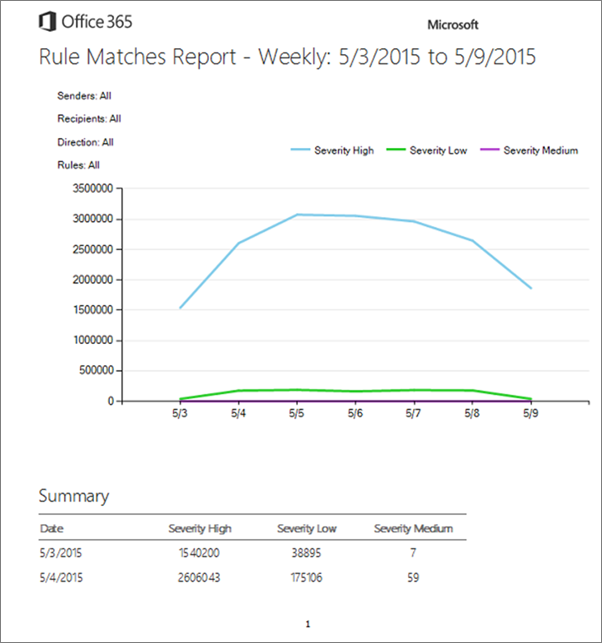 Office 365
Microsoft
Rule Matches Report - Weekly: 5/3/2015 to 5/9/2015
Senders: All
Recipients: All
Direction: All
Rules: All
Severity High Severity Low Severity Medium
3500000
3000000
2500000
2000000
1500000
1000000
500000
0
5/3 5/4 5/5 5/6 5/7 5/8 5/9
Summary
Date Severity High Severity Low Severity Medium
5/3/2015 1540200 38895 7
5/4/2015 2606043 175106 59
1